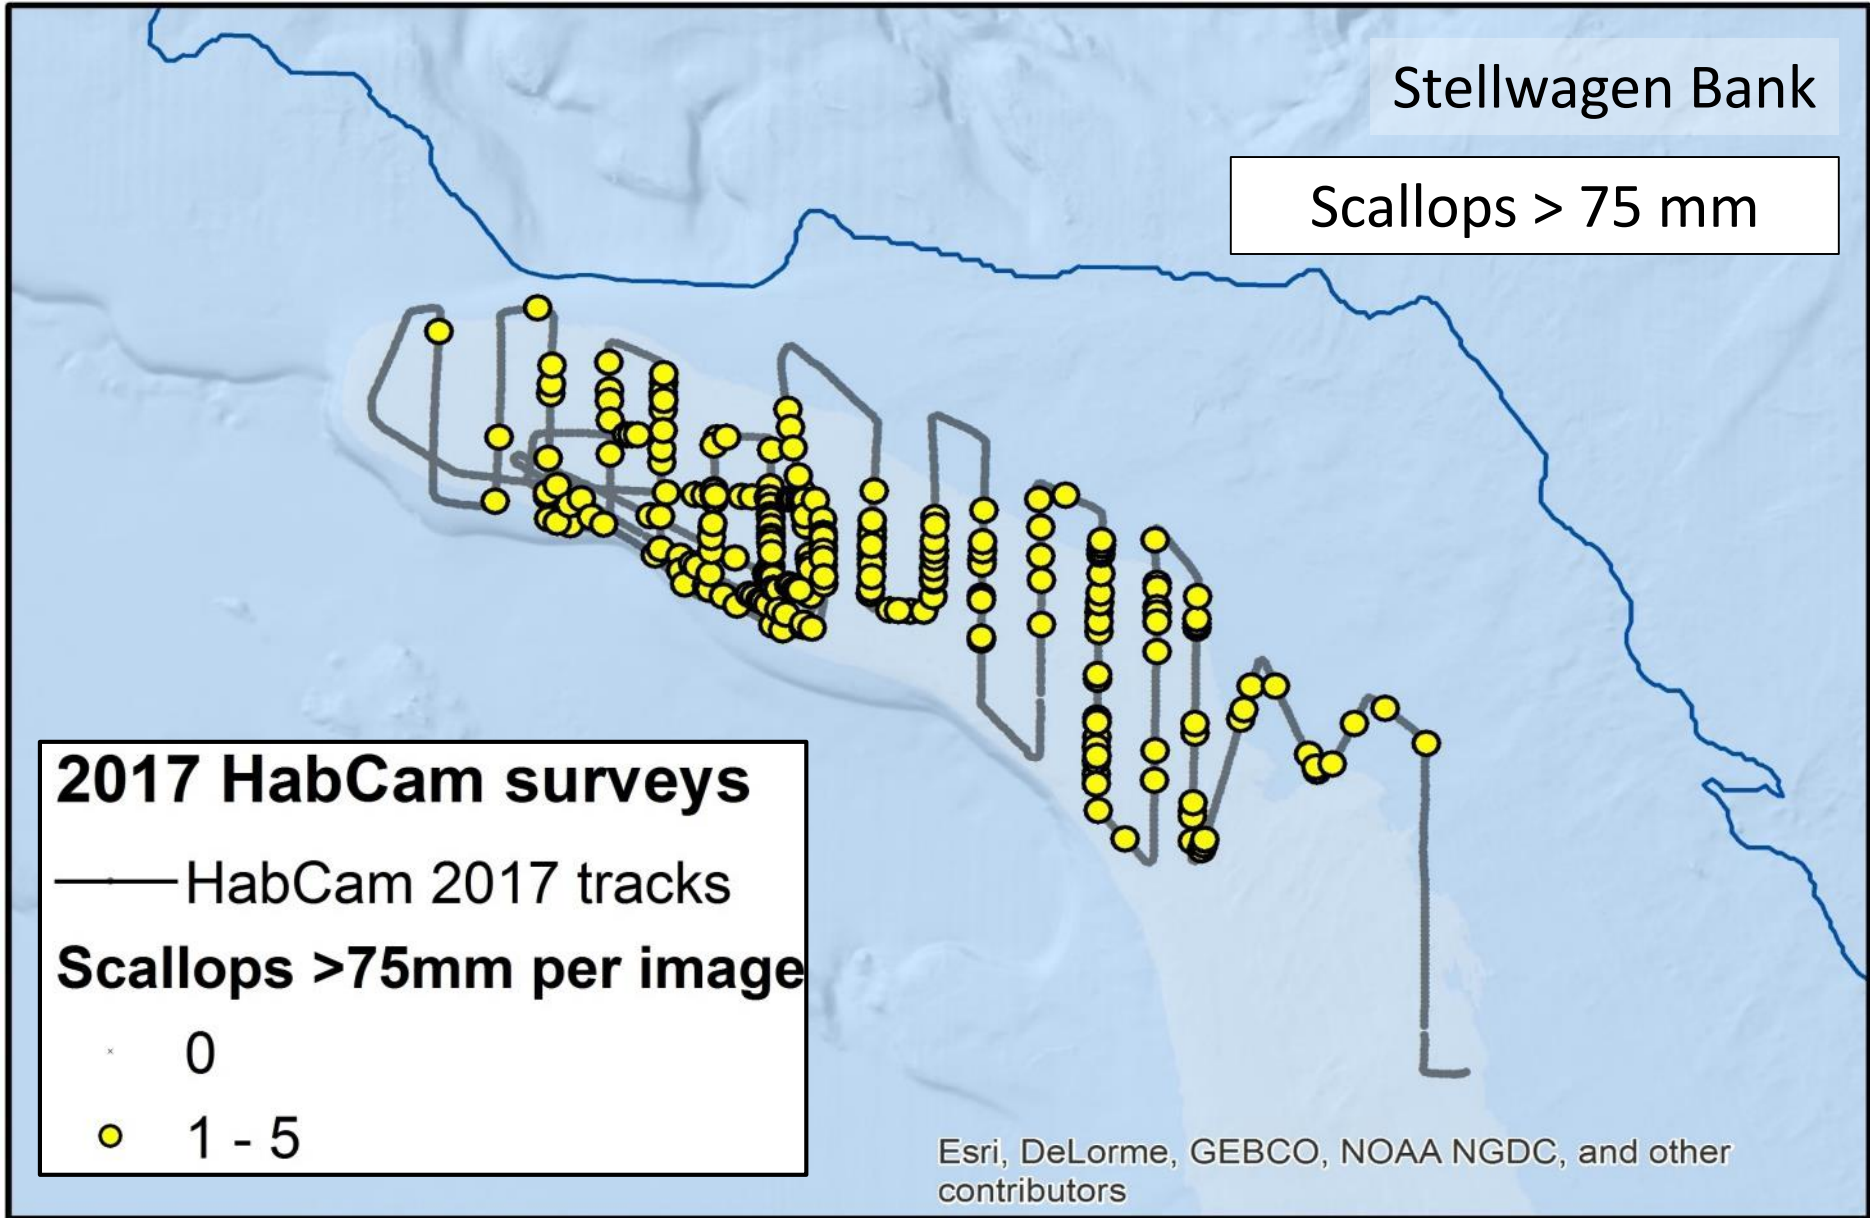 Stellwagen Bank
Scallops > 75 mm
2017 HabCam surveys
HabCam 2017 tracks
Scallops >75mm per image
0
1 - 5
Esri, DeLorme, GEBCO, NOAA NGDC, and other
contributors